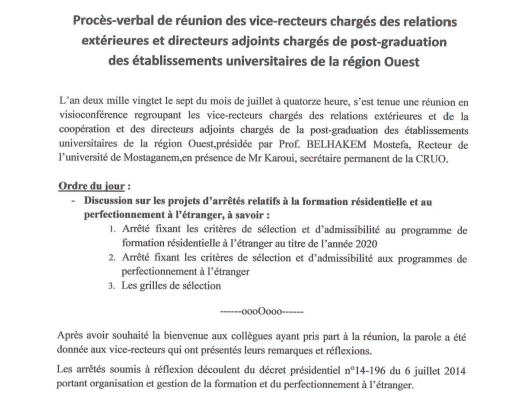 Procès-verbal de réunion des vice-recteurs chargés des relations
extérieures et directeurs adjoints chargés de post-graduation
des établissements universitaires de la région Ouest
L'an deux mille vingtet le sept du mois de juillet à quatorze heure, s'est tenue une réunion en
visioconférence regroupant les vice-recteurs chargés des relations extérieures et de la
coopération et des directeurs adjoints chargés de la post-graduation des établissements
universitaires de la région Ouest,présidée par Prof. BELHAKEM Mostefa, Recteur de
l'université de Mostaganem,en présence de Mr Karoui, secrétaire permanent de la CRUO.
Ordre du jour :
- Discussion sur les projets d'arrêtés relatifs à la formation résidentielle et au
perfectionnement à l'étranger, à savoir :
1. Arrêté fixant les critères de sélection et d'admissibilité au programme de
formation résidentielle à l'étranger au titre de l'année 2020
2. Arrêté fixant les critères de sélection et d'admissibilité aux programmes de
perfectionnement à l'étranger
3. Les grilles de sélection
------oooOooo------
Après avoir souhaité la bienvenue aux collègues ayant pris part à la réunion, la parole a été
donnée aux vice-recteurs qui ont présentés leurs remarques et réflexions.
Les arrêtés soumis à réflexion découlent du décret présidentiel n°14-196 du 6 juillet 2014
portant organisation et gestion de la formation et du perfectionnement à l'étranger.